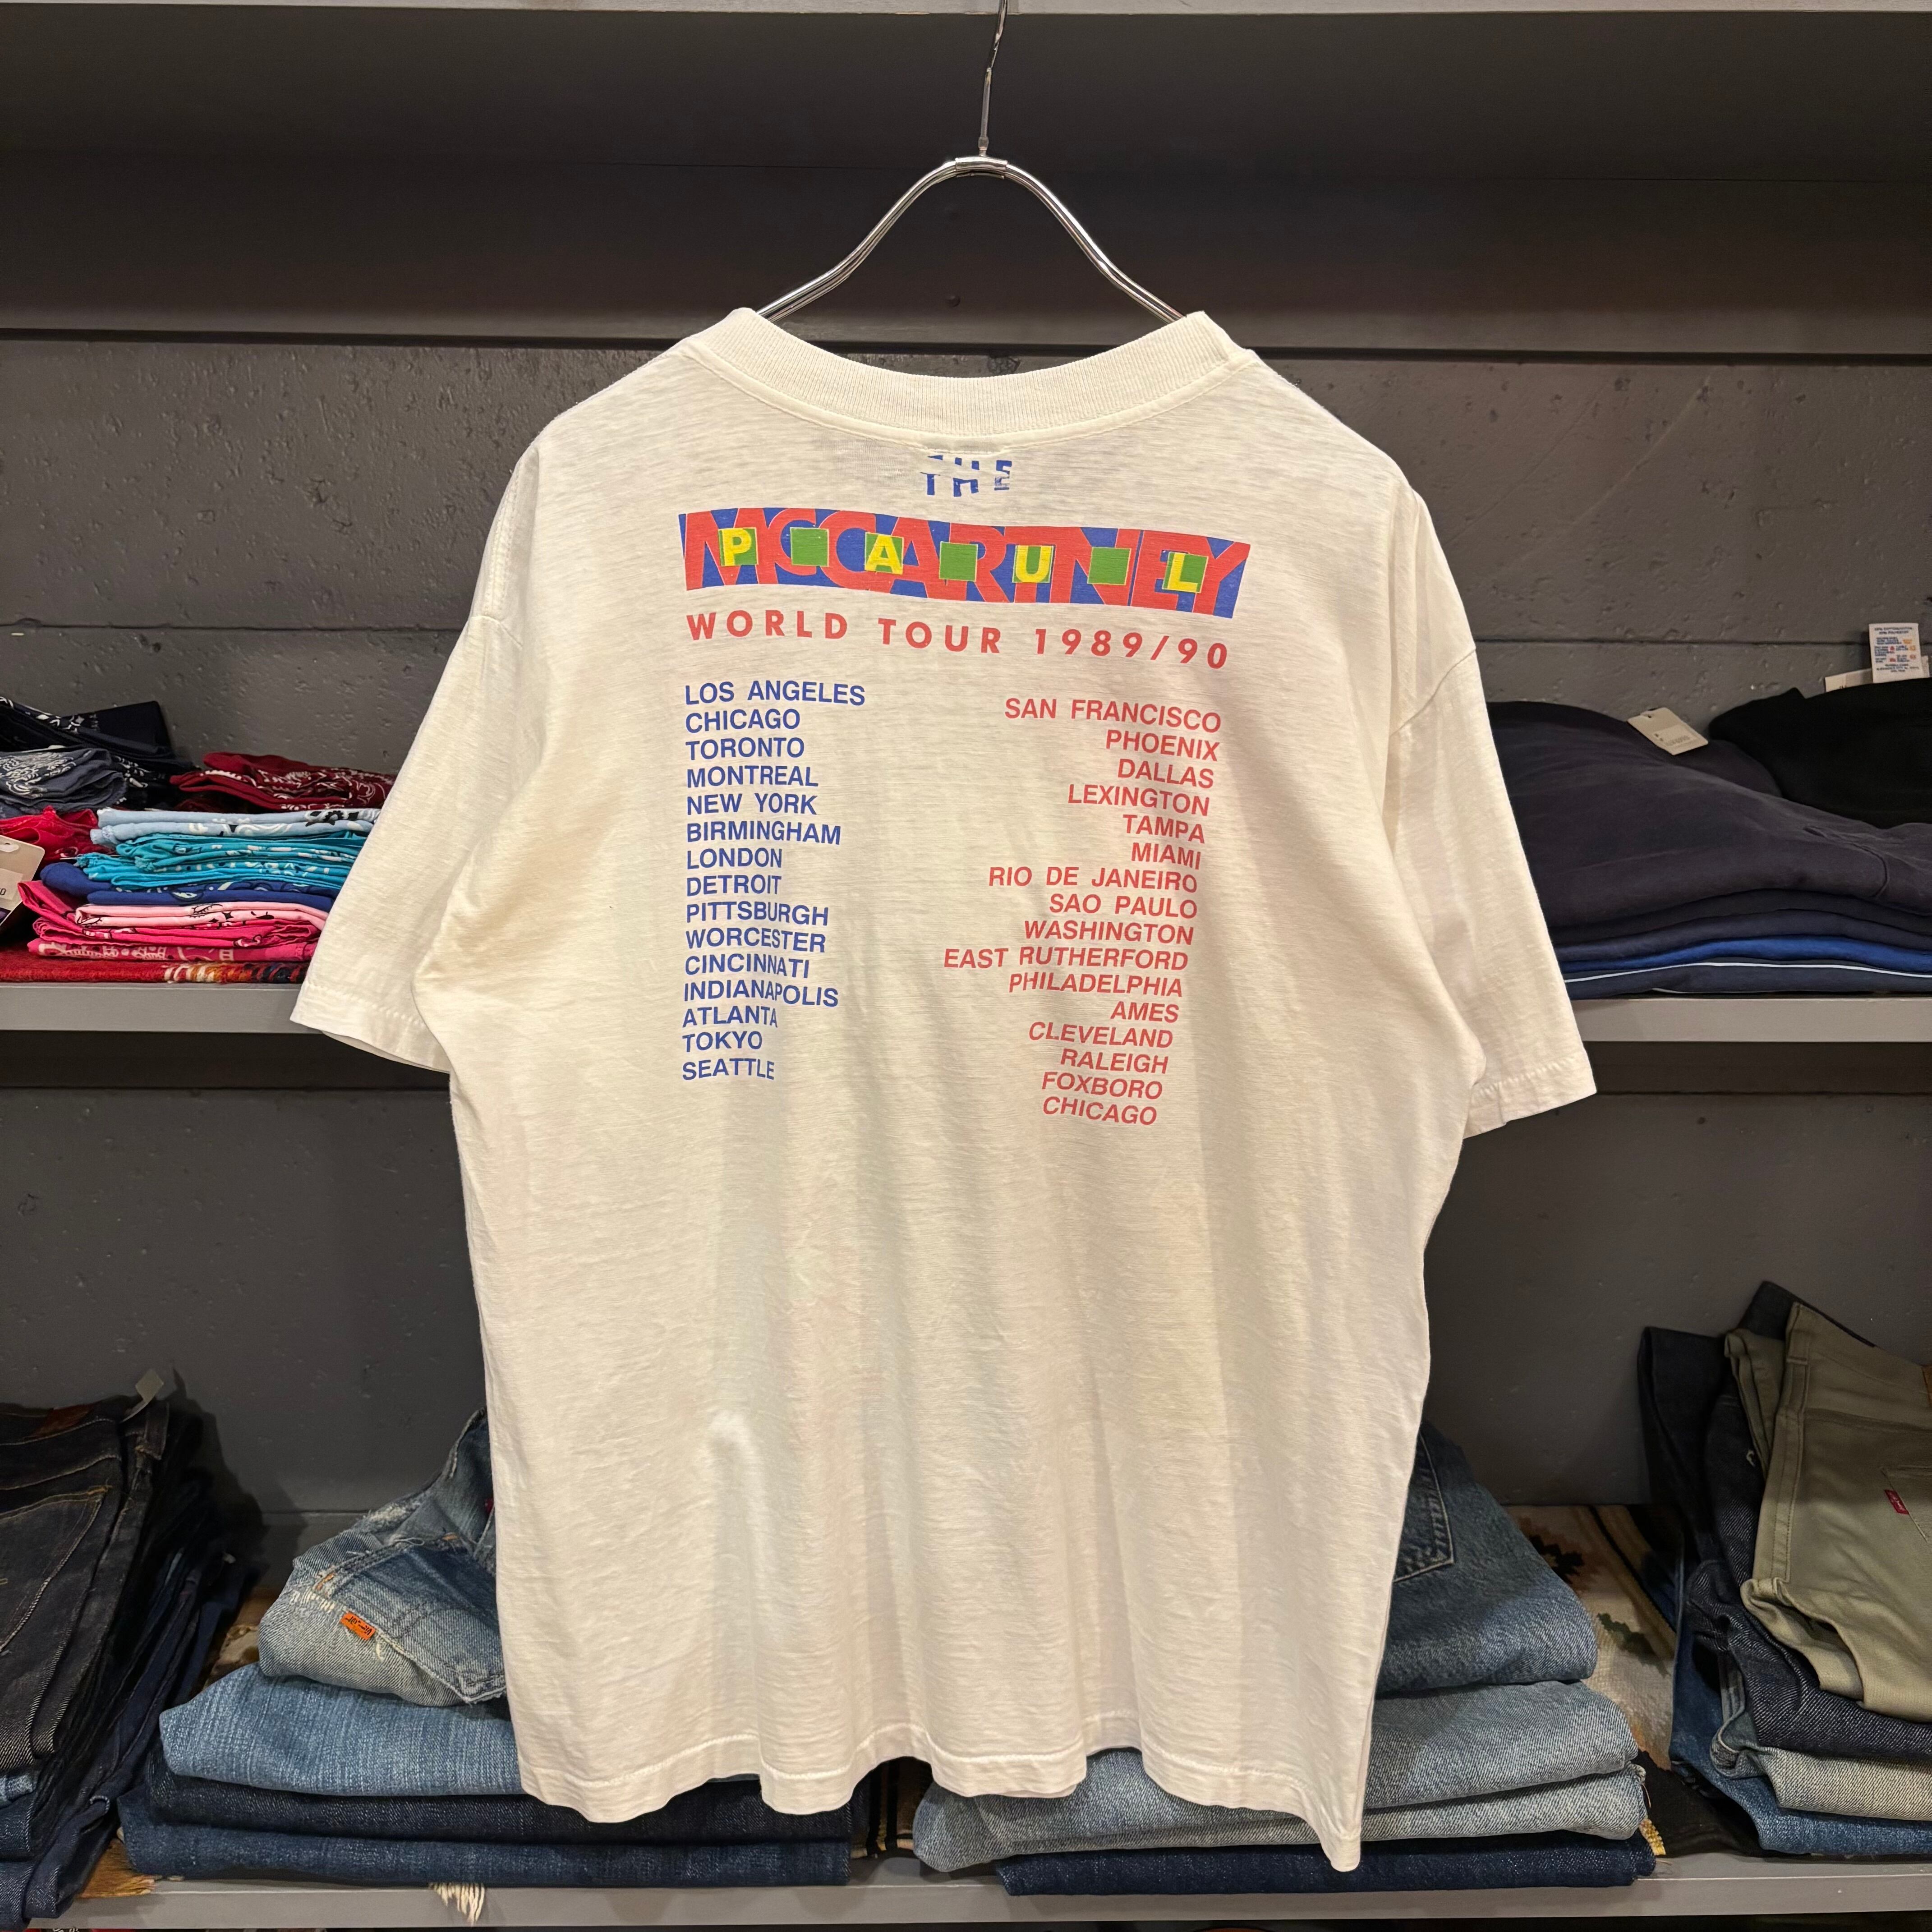 THE
MCCARTNEY
P A U L
WORLD TOUR 1989/90
LOS ANGELES
CHICAGO
TORONTO
MONTREAL
NEW YORK
BIRMINGHAM
LONDON
DETROIT
PITTSBURGH
WORCESTER
CINCINNATI
INDIANAPOLIS
ATLANTA
TOKYO
SEATTLE
SAN FRANCISCO
PHOENIX
DALLAS
LEXINGTON
TAMPA
MIAMI
RIO DE JANEIRO
SAO PAULO
WASHINGTON
EAST RUTHERFORD
PHILADELPHIA
AMES
CLEVELAND
RALEIGH
FOXBORO
CHICAGO